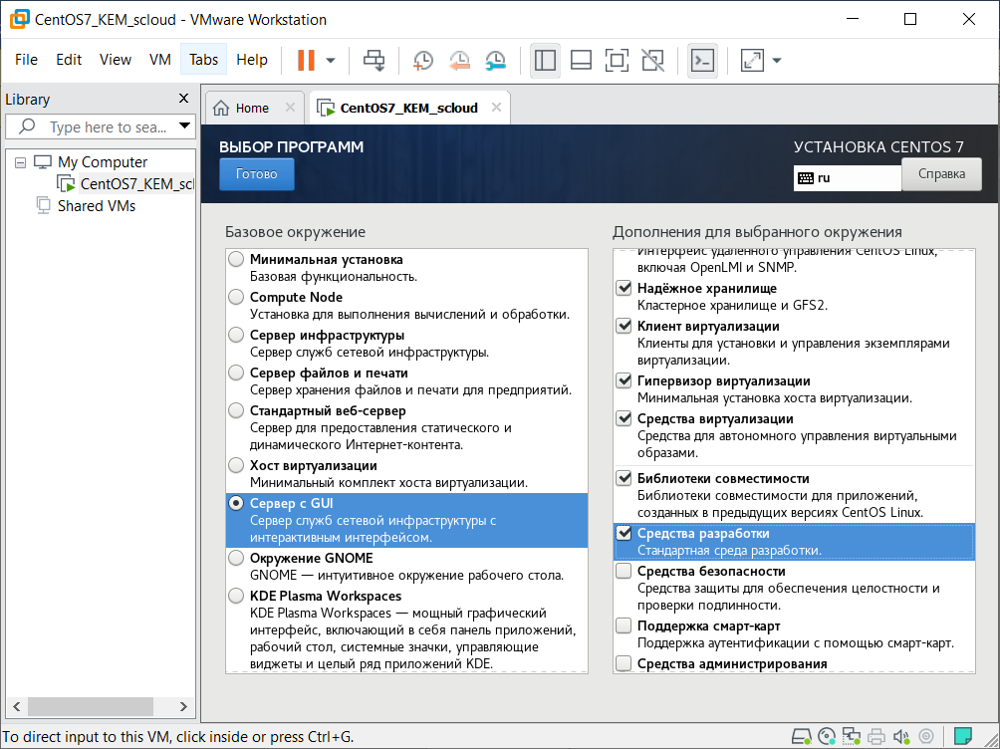 CentOS7_KEM_scloud - VMware Workstation
File Edit View VM Tabs Help
Library
Type here to sea...
My Computer
CentOS7_KEM_scl
Shared VMs
Home
CentOS7_KEM_scloud
ВЫБОР ПРОГРАММ
Готово
УСТАНОВКА CENTOS 7
ru
Справка
Базовое окружение
Минимальная установка
Базовая функциональность.
Compute Node
Установка для выполнения вычислений и обработки.
Сервер инфраструктуры
Сервер служб сетевой инфраструктуры.
Сервер файлов и печати
Сервер хранения файлов и печати для предприятий.
Стандартный веб-сервер
Сервер для предоставления статического и
динамического Интернет-контента.
Хост виртуализации
Минимальный комплект хоста виртуализации.
Сервер с GUI
Сервер служб сетевой инфраструктуры с
интерактивным интерфейсом.
Окружение GNOME
GNOME — интуитивное окружение рабочего стола.
KDE Plasma Workspaces
KDE Plasma Workspaces — мощный графический
интерфейс, включающий в себя панель приложений,
рабочий стол, системные значки, управляющие
виджеты и целый ряд приложений KDE.
Дополнения для выбранного окружения
Интерфейс удаленного управления CentOS Linux,
включая OpenLMI и SNMP.
Надёжное хранилище
Кластерное хранилище и GFS2.
Клиент виртуализации
Клиенты для установки и управления экземплярами
виртуализации.
Гипервизор виртуализации
Минимальная установка хоста виртуализации.
Средства виртуализации
Средства для автономного управления виртуальными
образами.
Библиотеки совместимости
Библиотеки совместимости для приложений,
созданных в предыдущих версиях CentOS Linux.
Средства разработки
Стандартная среда разработки.
Средства безопасности
Средства защиты для обеспечения целостности и
проверки подлинности.
Поддержка смарт-карт
Поддержка аутентификации с помощью смарт-карт.
Средства администрирования
To direct input to this VM, click inside or press Ctrl+G.